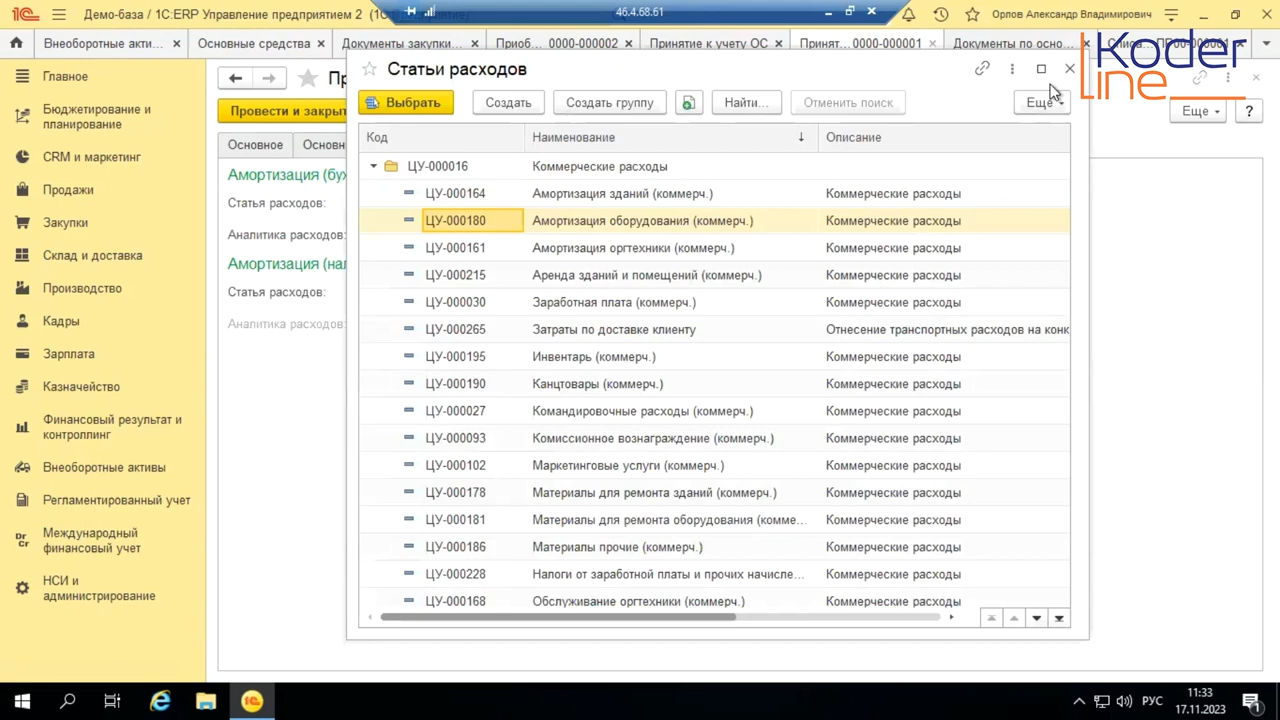 Демо-база / 1С:ERP Управление предприятием 2 (1С:
46.4.68.61
Орлов Александр Владимирович
Внеоборотные акти...
Основные средства
Документы закупки...
Приоб... 0000-000002
Принятие к учету ОС
Принят... 0000-000001
Документы по осно...
Koder
line
Главное
Бюджетирование и
планирование
CRM и маркетинг
Продажи
Закупки
Склад и доставка
Производство
Кадры
Зарплата
Казначейство
Финансовый результат и
контроллинг
Внеоборотные активы
Регламентированный учет
Международный
финансовый учет
НСИ и
администрирование
Провести и закрыт
Еще
?
Основное
Основн
Амортизация (бух
Статья расходов:
Аналитика расходов:
Амортизация (нал
Статья расходов:
Аналитика расходов:
Статьи расходов
Выбрать
Создать
Создать группу
Найти...
Отменить поиск
Еще
Код
Наименование
Описание
ЦУ-000016 Коммерческие расходы
ЦУ-000164 Амортизация зданий (коммерч.) Коммерческие расходы
ЦУ-000180 Амортизация оборудования (коммерч.) Коммерческие расходы
ЦУ-000161 Амортизация оргтехники (коммерч.) Коммерческие расходы
ЦУ-000215 Аренда зданий и помещений (коммерч.) Коммерческие расходы
ЦУ-000030 Заработная плата (коммерч.) Коммерческие расходы
ЦУ-000265 Затраты по доставке клиенту Отнесение транспортных расходов на конк
ЦУ-000195 Инвентарь (коммерч.) Коммерческие расходы
ЦУ-000190 Канцтовары (коммерч.) Коммерческие расходы
ЦУ-000027 Командировочные расходы (коммерч.) Коммерческие расходы
ЦУ-000093 Комиссионное вознаграждение (коммерч.) Коммерческие расходы
ЦУ-000102 Маркетинговые услуги (коммерч.) Коммерческие расходы
ЦУ-000178 Материалы для ремонта зданий (коммерч.) Коммерческие расходы
ЦУ-000181 Материалы для ремонта оборудования (комме... Коммерческие расходы
ЦУ-000186 Материалы прочие (коммерч.) Коммерческие расходы
ЦУ-000228 Налоги от заработной платы и прочих начисле... Коммерческие расходы
ЦУ-000168 Обслуживание оргтехники (коммерч.) Коммерческие расходы
РУС
11:33
17.11.2023